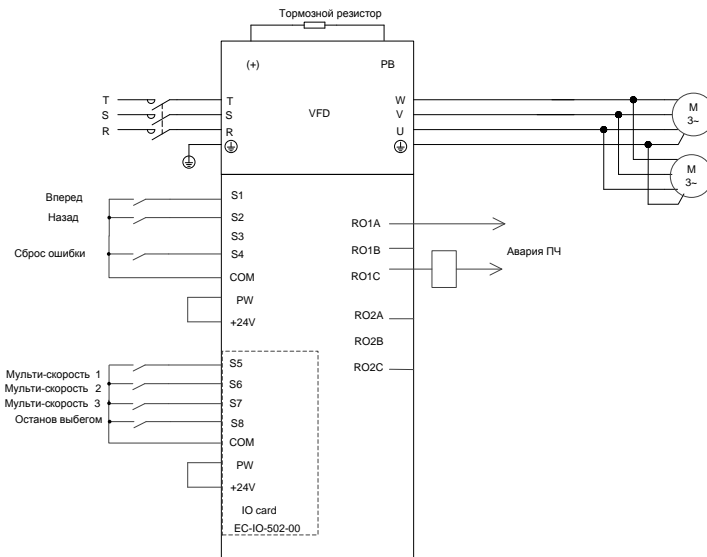 Тормозной резистор
(+) PB
T T W M 3~
S S VFD V
R R U
M 3~
Вперед S1
Назад S2
S3
Сброс ошибки S4
COM
PW
+24V
RO1A
RO1B
RO1C
Авария ПЧ
RO2A
RO2B
RO2C
Мульти-скорость 1 S5
Мульти-скорость 2 S6
Мульти-скорость 3 S7
Останов выбегом S8
COM
PW
+24V
IO card
EC-IO-502-00